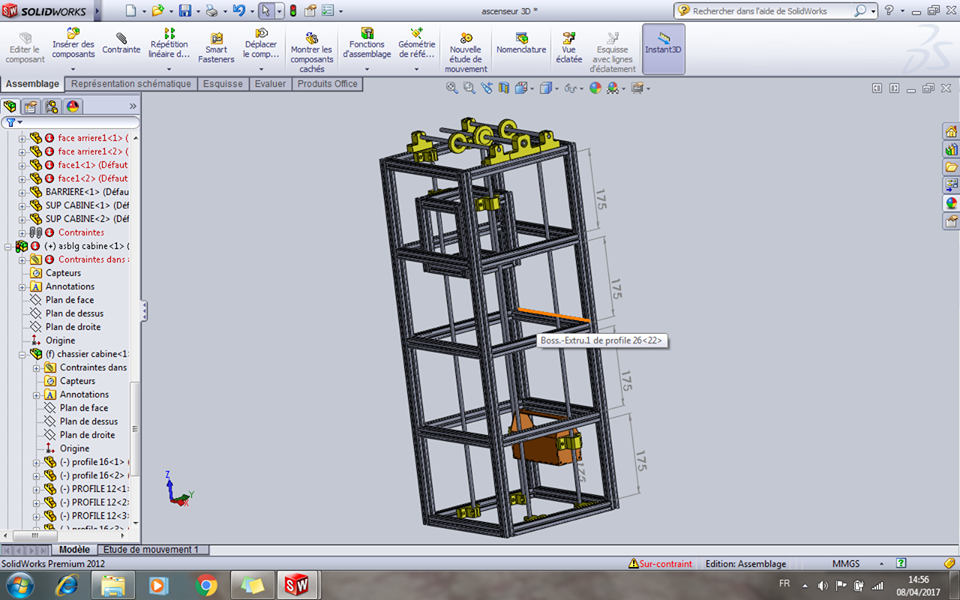 SOLIDWORKS
ascenseur 3D *
Rechercher dans l'aide de SolidWorks
Editer le composant
Insérer des composants
Contrainte
Répétition linéaire d...
Smart Fasteners
Déplacer le comp...
Montrer les composants cachés
Fonctions d'assemblage
Géométrie de réfé...
Nouvelle étude de mouvement
Nomenclature
Vue éclatée
Esquisse avec lignes d'éclatement
Instant3D
Assemblage
Représentation schématique
Esquisse
Evaluer
Produits Office
face arriere1<1> (
face arriere1<2> (
face1<1> (Défaut
face1<2> (Défaut
BARRIERE<1> (Défau
SUP CABINE<1> (Déf
SUP CABINE<2> (Déf
Contraintes
(+) asblg cabine<1> (
Contraintes dans
Capteurs
Annotations
Plan de face
Plan de dessus
Plan de droite
Origine
(f) chassier cabine<1
Contraintes dans
Capteurs
Annotations
Plan de face
Plan de dessus
Plan de droite
Origine
(-) profile 16<1>
(-) profile 16<2>
(-) PROFILE 12<1
(-) PROFILE 12<2
(-) PROFILE 12<3
(-) profile 16<3>
175
175
Boss.-Extru.1 de profile 26<22>
175
175
175
Z
Y
X
Modèle
Etude de mouvement 1
SolidWorks Premium 2012
Sur-contraint
Edition: Assemblage
MMGS
FR
14:56
08/04/2017